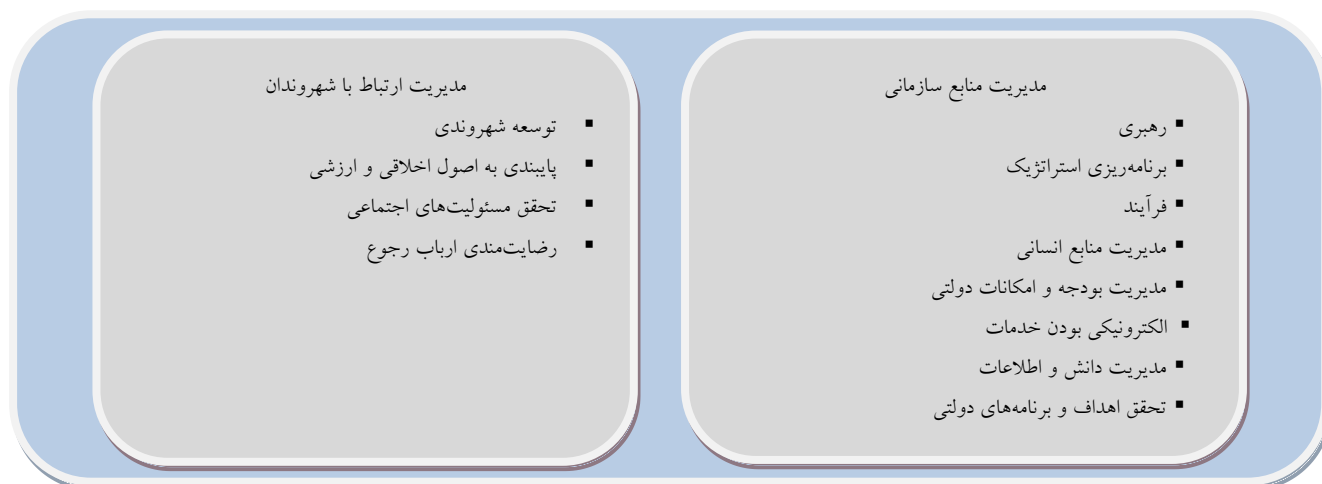 مدیریت منابع سازمانی
▪ رهبری
▪ برنامه‌ریزی استراتژیک
▪ فرآیند
▪ مدیریت منابع انسانی
▪ مدیریت بودجه و امکانات دولتی
▪ الکترونیکی بودن خدمات
▪ مدیریت دانش و اطلاعات
▪ تحقق اهداف و برنامه‌های دولتی
مدیریت ارتباط با شهروندان
▪ توسعه شهروندی
▪ پایبندی به اصول اخلاقی و ارزشی
▪ تحقق مسئولیت‌های اجتماعی
▪ رضایت‌مندی ارباب رجوع